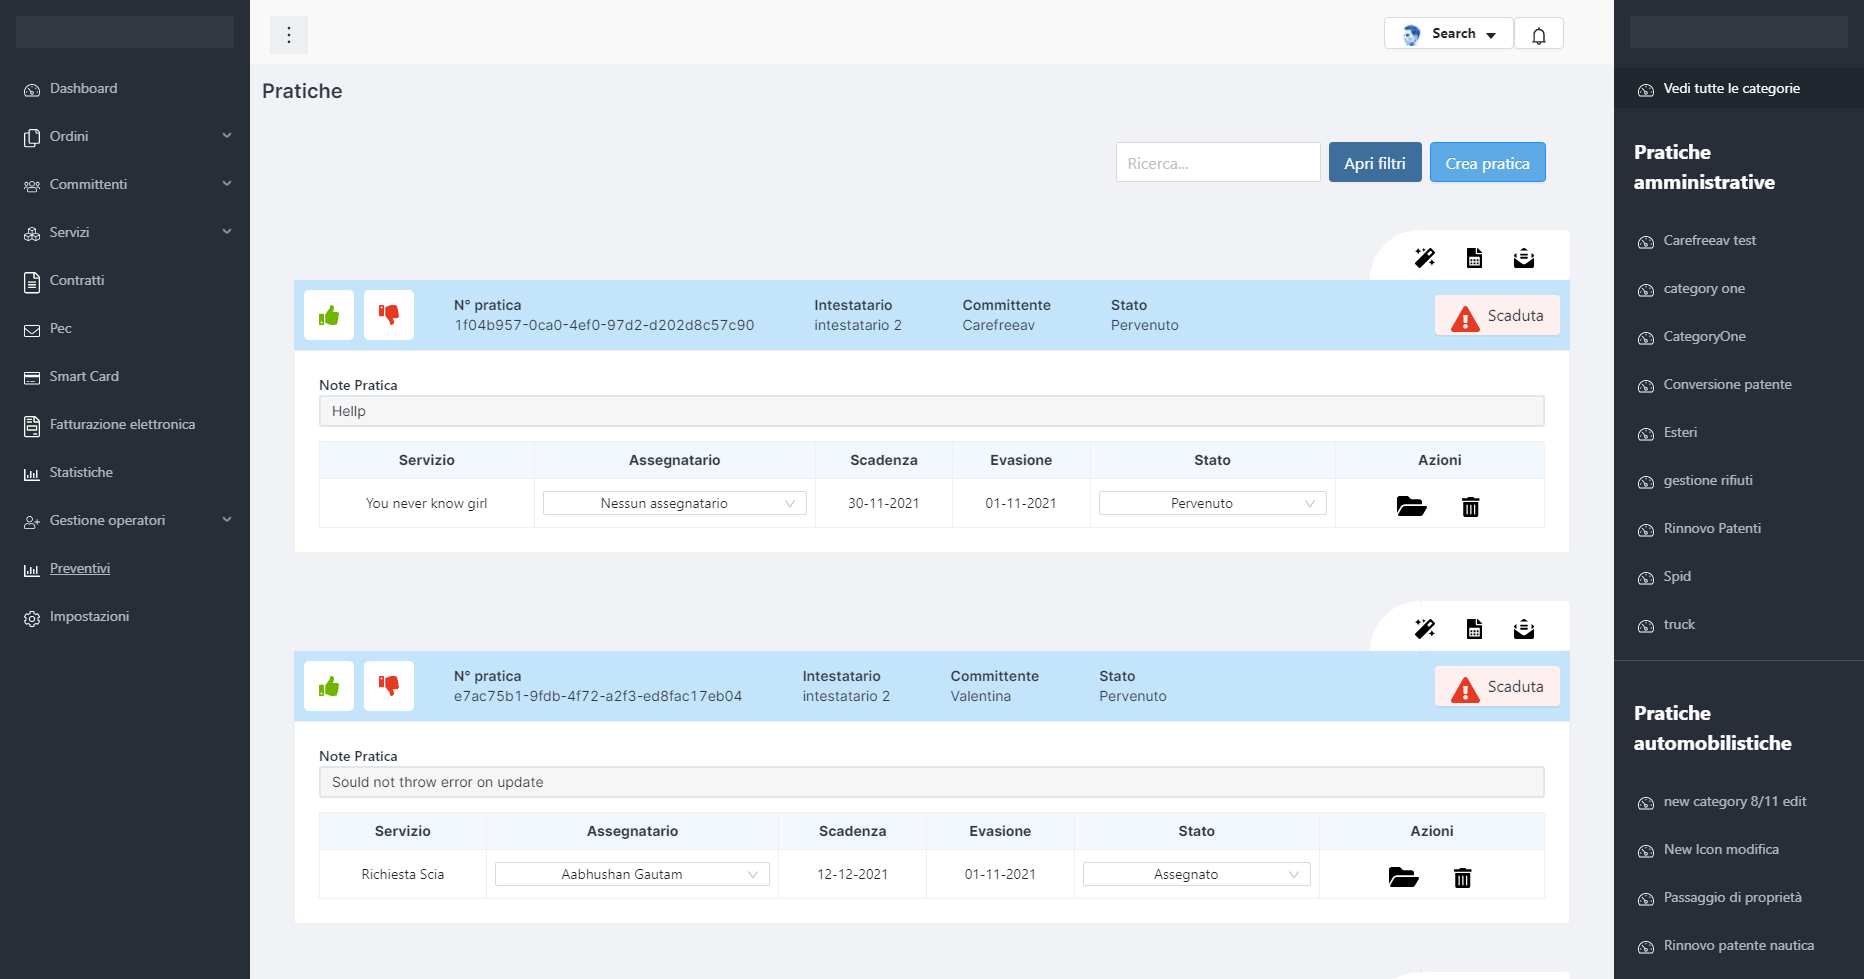 Dashboard
Ordini
Committenti
Servizi
Contratti
Pec
Smart Card
Fatturazione elettronica
Statistiche
Gestione operatori
Preventivi
Impostazioni
Search
Pratiche
Ricerca...
Apri filtri
Crea pratica
N° pratica
1f04b957-0ca0-4ef0-97d2-d202d8c57c90
Intestatario
intestatario 2
Committente
Carefreeav
Stato
Pervenuto
Scaduta
Note Pratica
Hellp
Servizio Assegnatario Scadenza Evasione Stato Azioni
You never know girl Nessun assegnatario 30-11-2021 01-11-2021 Pervenuto
N° pratica
e7ac75b1-9fdb-4f72-a2f3-ed8fac17eb04
Intestatario
intestatario 2
Committente
Valentina
Stato
Pervenuto
Scaduta
Note Pratica
Sould not throw error on update
Servizio Assegnatario Scadenza Evasione Stato Azioni
Richiesta Scia Aabhushan Gautam 12-12-2021 01-11-2021 Assegnato
Vedi tutte le categorie
Pratiche
amministrative
Carefreeav test
category one
CategoryOne
Conversione patente
Esteri
gestione rifiuti
Rinnovo Patenti
Spid
truck
Pratiche
automobilistiche
new category 8/11 edit
New Icon modifica
Passaggio di proprietà
Rinnovo patente nautica